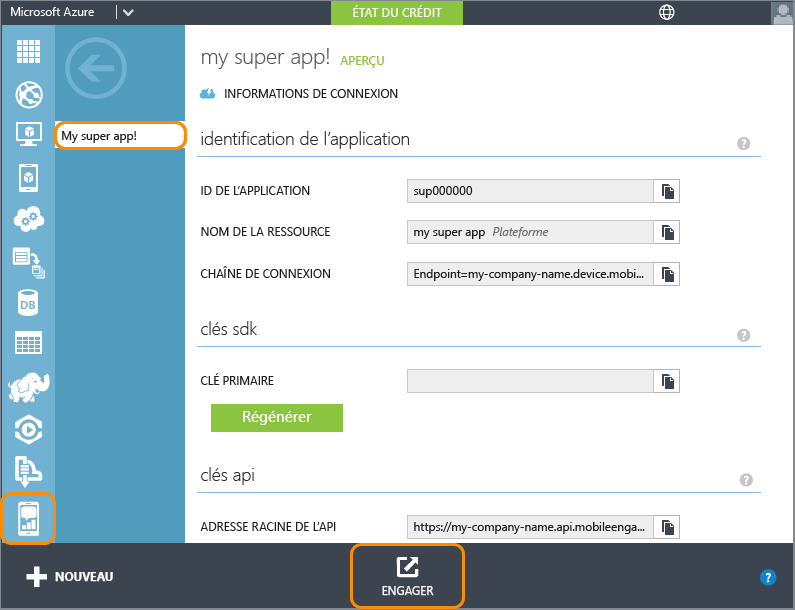 Microsoft Azure
ÉTAT DU CRÉDIT
my super app! APERÇU
INFORMATIONS DE CONNEXION
My super app!
identification de l'application
?
ID DE L'APPLICATION sup000000
NOM DE LA RESSOURCE my super app Plateforme
CHAÎNE DE CONNEXION Endpoint=my-company-name.device.mobi...
DB
clés sdk
?
CLÉ PRIMAIRE
Régénérer
clés api
?
ADRESSE RACINE DE L'API https://my-company-name.api.mobileenga...
NOUVEAU
ENGAGER
?